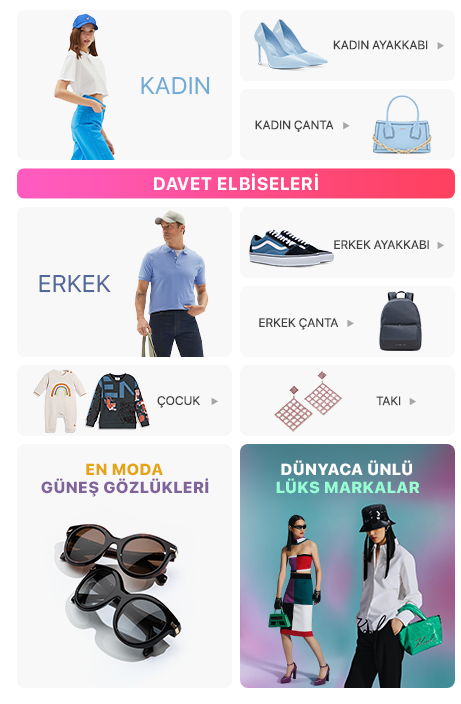 KADIN
KADIN AYAKKABI
KADIN ÇANTA
DAVET ELBİSELERİ
ERKEK
ERKEK AYAKKABI
ERKEK ÇANTA
ÇOCUK
TAKI
EN MODA
GÜNEŞ GÖZLÜKLERİ
DÜNYACA ÜNLÜ
LÜKS MARKALAR